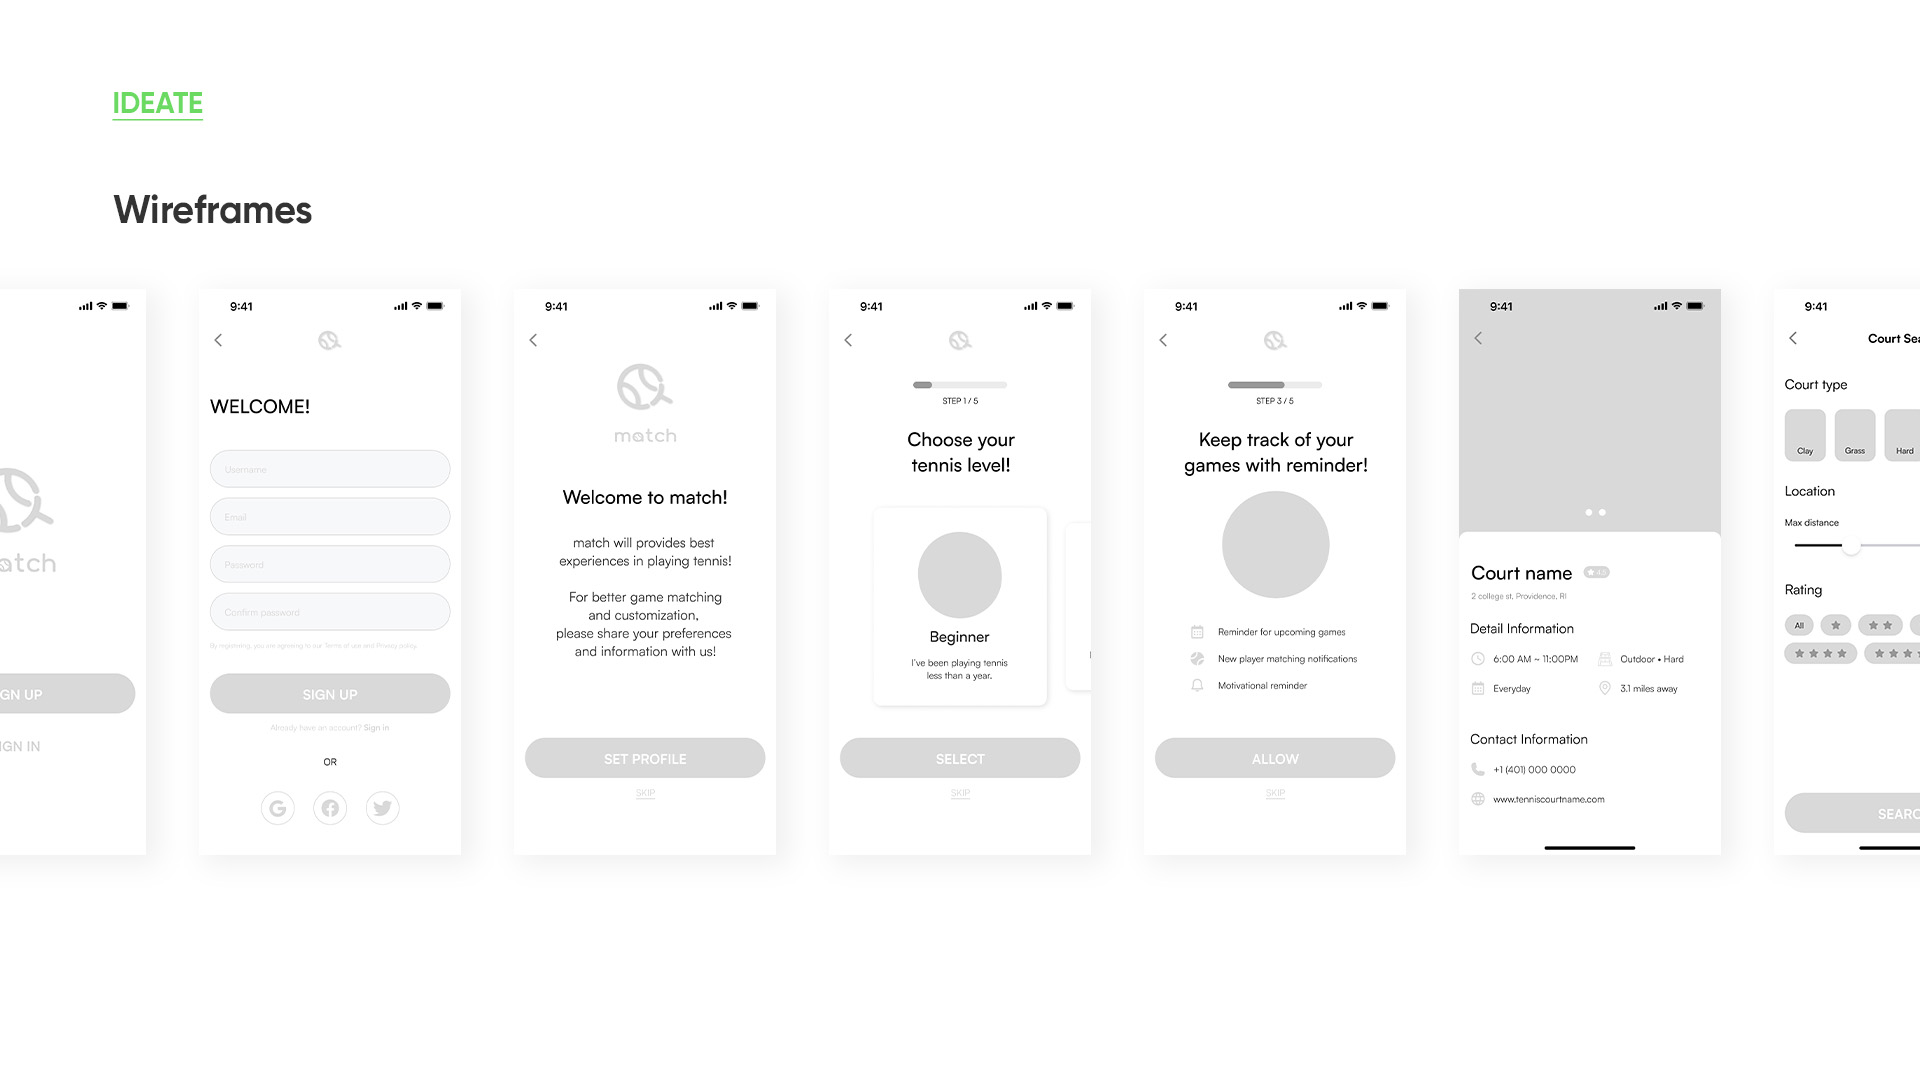 IDEATE
Wireframes
match
GN UP
GN IN
9:41
WELCOME!
Username
Email
Password
Confirm password
By registering, you are agreeing to our Terms of use and Privacy policy.
SIGN UP
Already have an account? Sign in
OR
9:41
match
Welcome to match!
match will provides best
experiences in playing tennis!
For better game matching
and customization,
please share your preferences
and information with us!
SET PROFILE
SKIP
9:41
STEP 1 / 5
Choose your
tennis level!
Beginner
I've been playing tennis
less than a year.
SELECT
SKIP
9:41
STEP 3 / 5
Keep track of your
games with reminder!
Reminder for upcoming games
New player matching notifications
Motivational reminder
ALLOW
SKIP
9:41
Court name
2 college st, Providence, RI
Detail Information
6:00 AM ~ 11:00PM
Outdoor • Hard
Everyday
3.1 miles away
Contact Information
+1 (401) 000 0000
www.tenniscourtname.com
9:41
Court Sea
Court type
Clay
Grass
Hard
Location
Max distance
Rating
All
SEARC